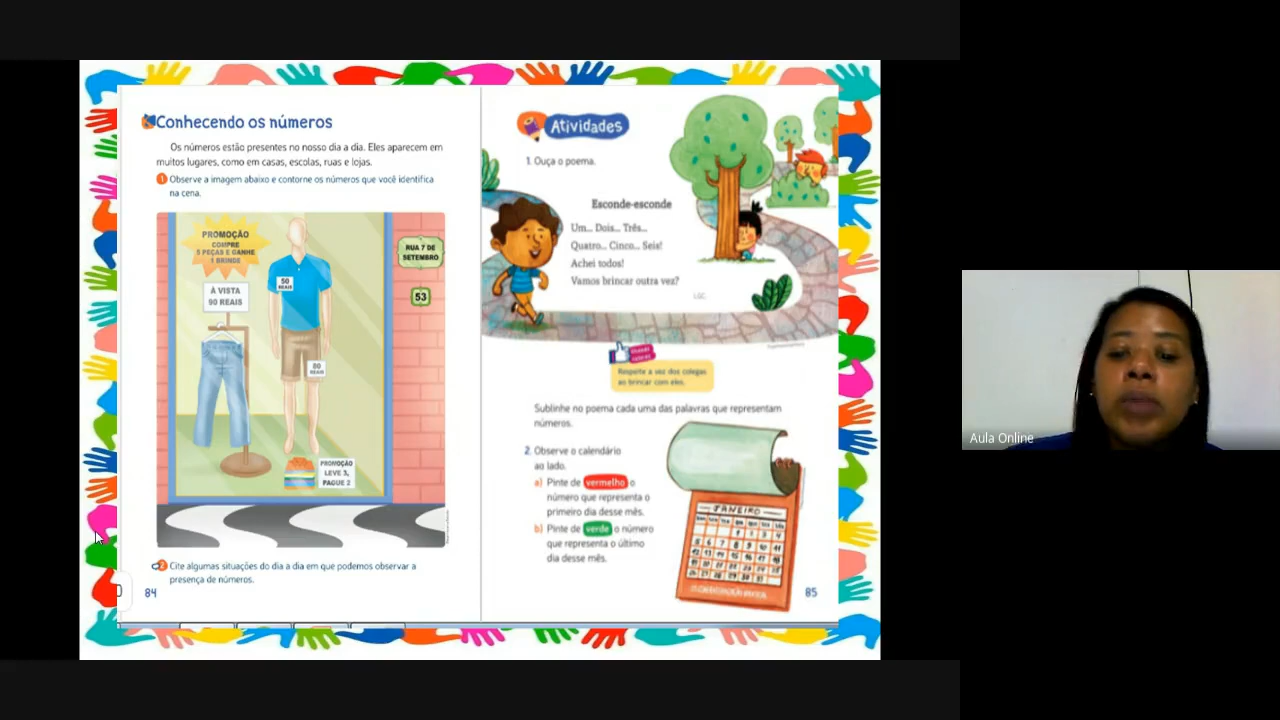 Conhecendo os números
Os números estão presentes no nosso dia a dia. Eles aparecem em
muitos lugares, como em casas, escolas, ruas e lojas.
1 Observe a imagem abaixo e contorne os números que você identifica
na cena.
PROMOÇÃO
COMPRE
5 PEÇAS E GANHE
1 BRINDE
À VISTA
90 REAIS
50
REAIS
80
REAIS
RUA 7 DE
SETEMBRO
53
PROMOÇÃO
LEVE 3,
PAGUE 2
2 Cite algumas situações do dia a dia em que podemos observar a
presença de números.
84
Atividades
1. Ouça o poema.
Esconde-esconde
Um... Dois... Três...
Quatro... Cinco... Seis!
Achei todos!
Vamos brincar outra vez?
Respeite a vez dos colegas
ao brincar com eles.
Sublinhe no poema cada uma das palavras que representam
números.
2. Observe o calendário
ao lado.
a) Pinte de vermelho o
número que representa o
primeiro dia desse mês.
b) Pinte de verde o número
que representa o último
dia desse mês.
JANEIRO
85
Aula Online